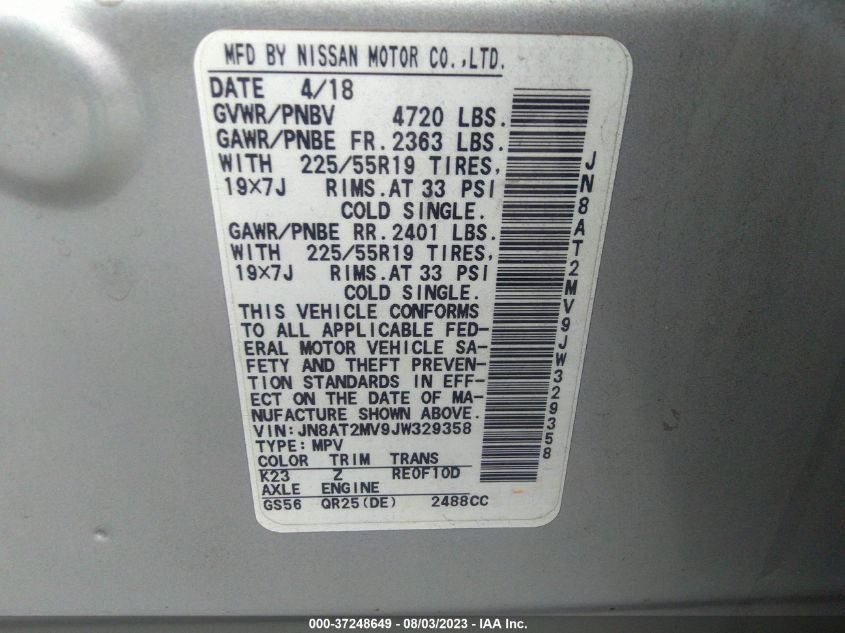 MFD BY NISSAN MOTOR CO.,LTD.
DATE 4/18
GVWR/PNBV 4720 LBS.
GAWR/PNBE FR. 2363 LBS.
WITH 225/55R19 TIRES,
19×7J RIMS.AT 33 PSI
COLD SINGLE.
GAWR/PNBE RR. 2401 LBS.
WITH 225/55R19 TIRES,
19×7J RIMS.AT 33 PSI
COLD SINGLE.
THIS VEHICLE CONFORMS
TO ALL APPLICABLE FED-
ERAL MOTOR VEHICLE SA-
FETY AND THEFT PREVEN-
TION STANDARDS IN EFF-
ECT ON THE DATE OF MA-
NUFACTURE SHOWN ABOVE.
VIN:JN8AT2MV9JW329358
TYPE:MPV
COLOR TRIM TRANS
K23 Z RE0F10D
AXLE ENGINE
GS56 QR25(DE) 2488CC
JN8AT2MV9JW329358
000-37248649 - 08/03/2023 - IAA Inc.